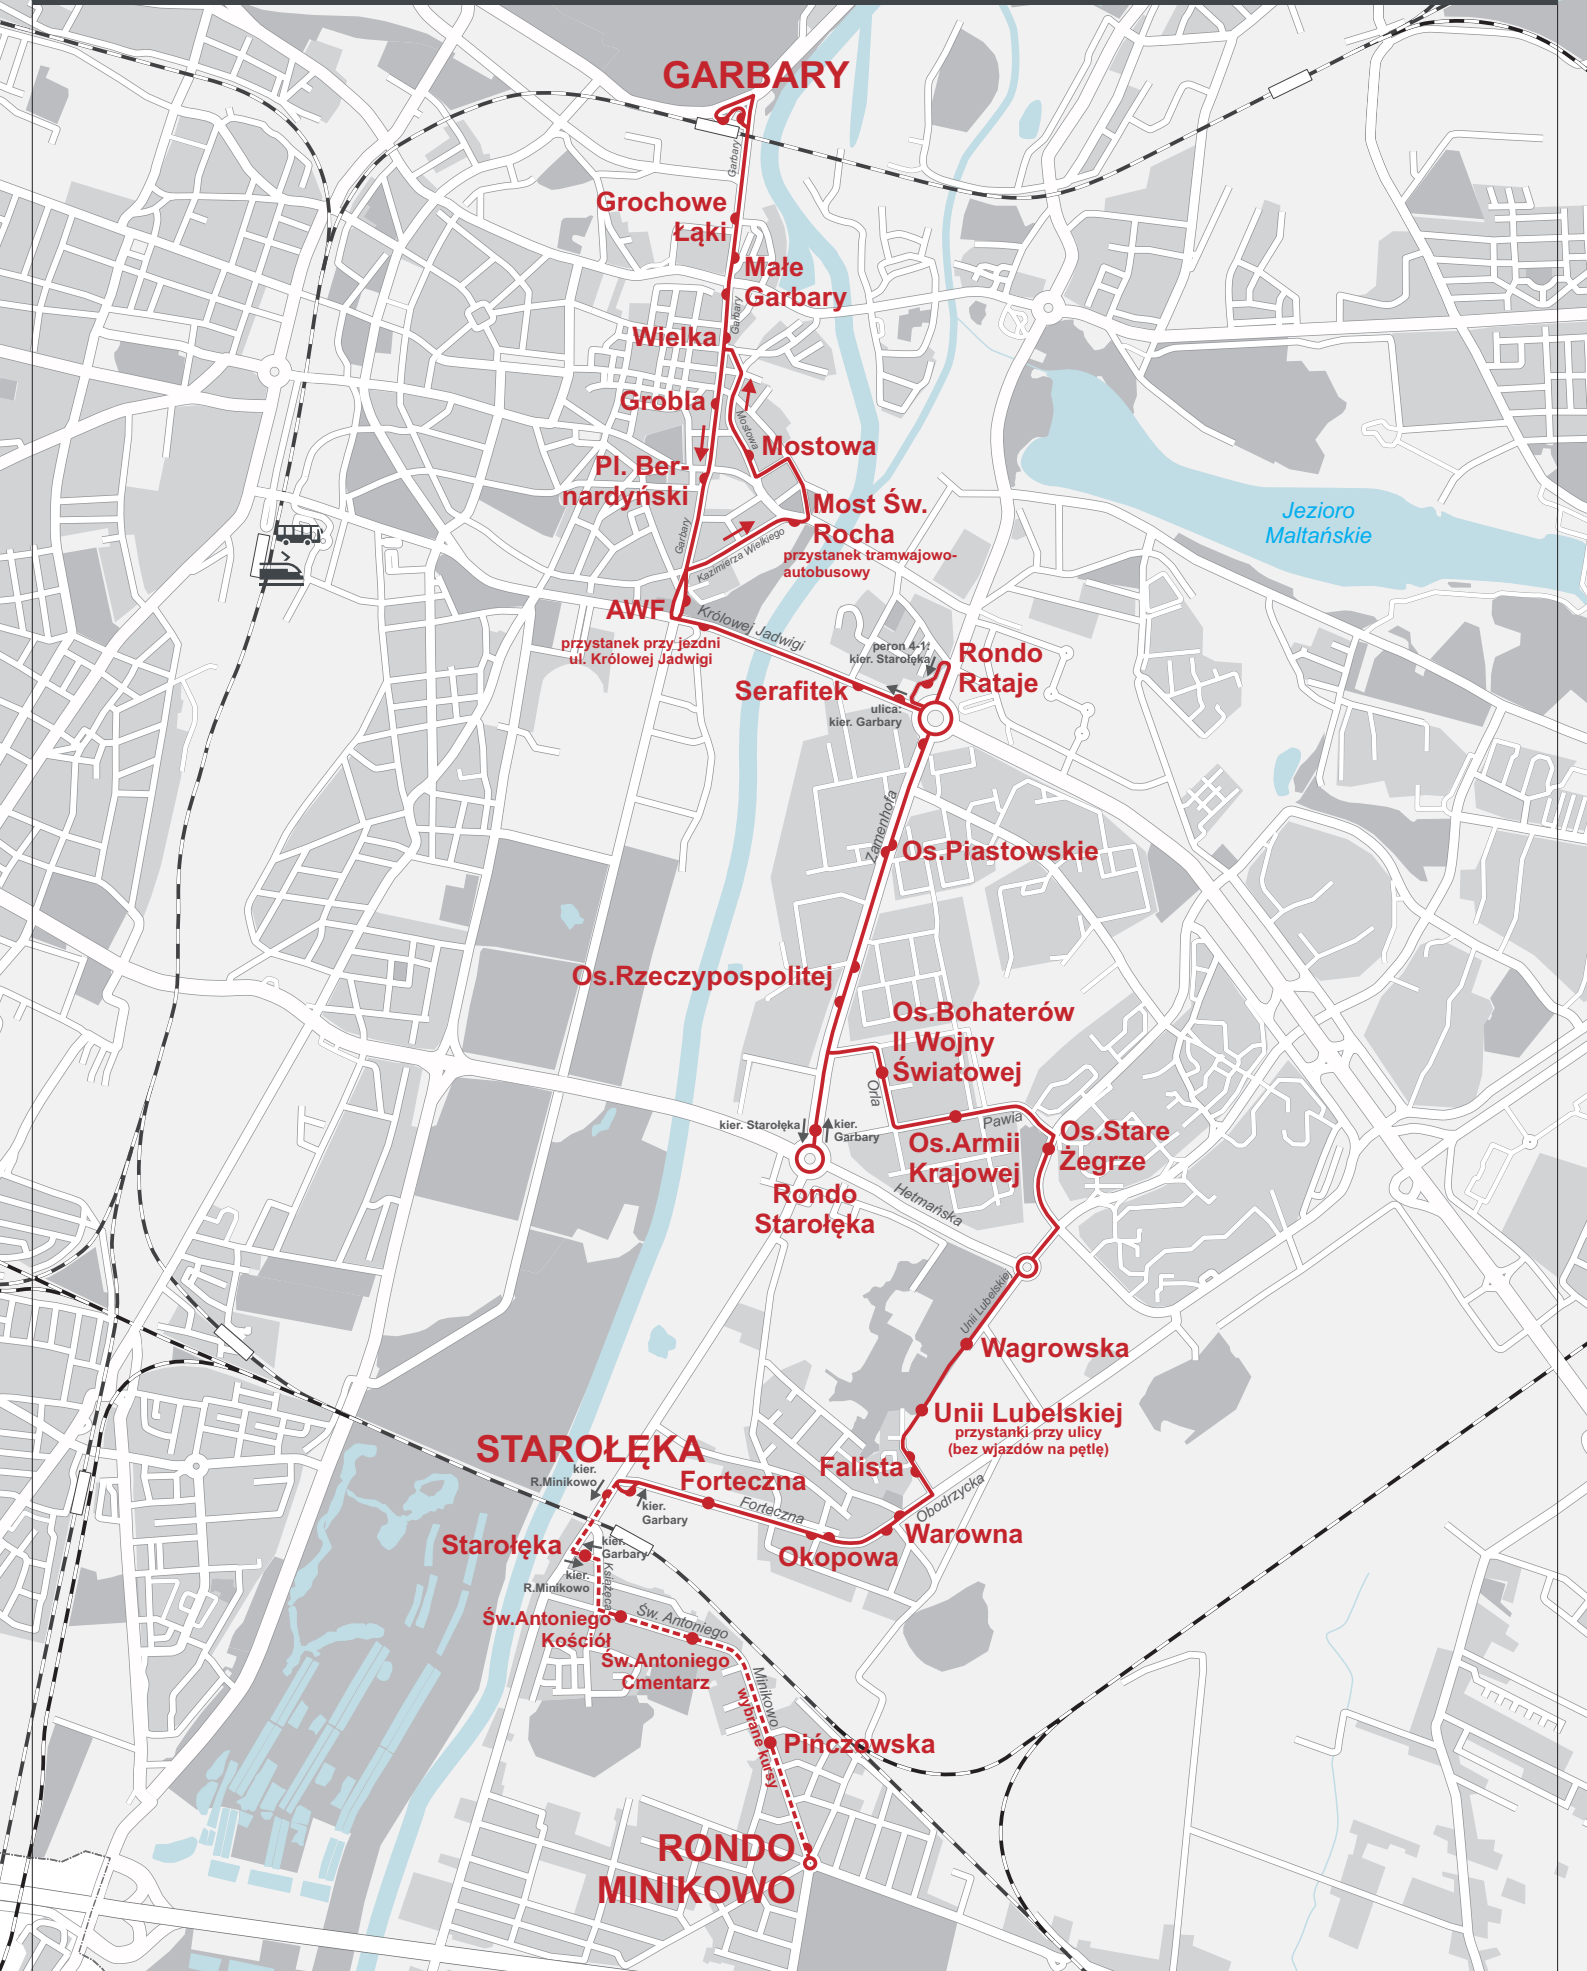 GARBARY
Garbary
Grochowe
Łąki
Małe
Garbary
Garbary
Wielka
Grobla
Mostowa
Mostowa
Pl. Ber-
nardyński
Most Św.
Rocha
przystanek tramwajowo-
autobusowy
Jezioro
Maltańskie
Garbary
Kazimierza Wielkiego
AWF
przystanek przy jezdni
ul. Królowej Jadwigi
Królowej Jadwigi
peron 4-1:
kier. Starołęka
Rondo
Rataje
Serafitek
ulica:
kier. Garbary
Zamenhofa
Os.Piastowskie
Os.Rzeczypospolitej
Os.Bohaterów
II Wojny
Światowej
Orla
kier. Starołęka
kier.
Garbary
Pawia
Os.Armii
Krajowej
Os.Stare
Żegrze
Rondo
Starołęka
Hetmańska
Unii Lubelskiej
Wagrowska
Unii Lubelskiej
przystanki przy ulicy
(bez wjazdów na pętlę)
STAROŁĘKA
kier.
R.Minikowo
Forteczna
Falista
kier.
Garbary
Forteczna
Obodrzycka
Warowna
Okopowa
Starołęka
kier.
Garbary
kier.
R.Minikowo
Książęca
Św.Antoniego
Kościół
Św. Antoniego
Św.Antoniego
Cmentarz
Minikowo
wybrane kursy
Pińczowska
RONDO
MINIKOWO